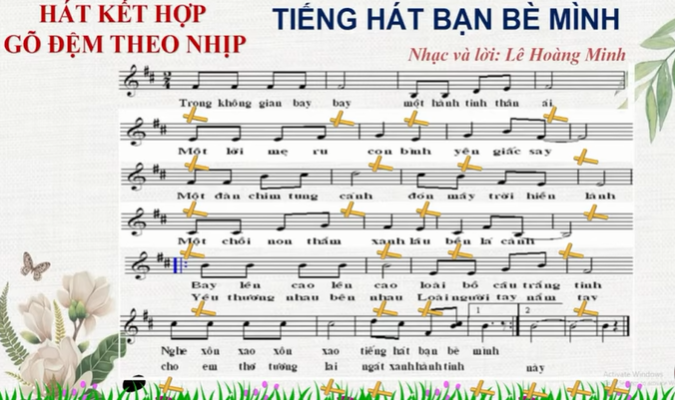 HÁT KẾT HỢP
GÕ ĐỆM THEO NHỊP
TIẾNG HÁT BẠN BÈ MÌNH
Nhạc và lời: Lê Hoàng Minh
Trong không gian bay bay một hành tinh thân ái
Một lời mẹ ru con bình yên giấc say
Một đàn chim tung cánh đón mây trời hiền lành
Một chồi non thắm xanh lâu bền lá cành
Bay lên cao lên cao loài bồ câu trắng tinh
Yêu thương nhau bên nhau Loài người tay nắm tay
1 2
Nghe xôn xao xôn xao tiếng hát bạn bè mình
cho em thơ tương lai ngát xanh hành tinh này
Activate Windows